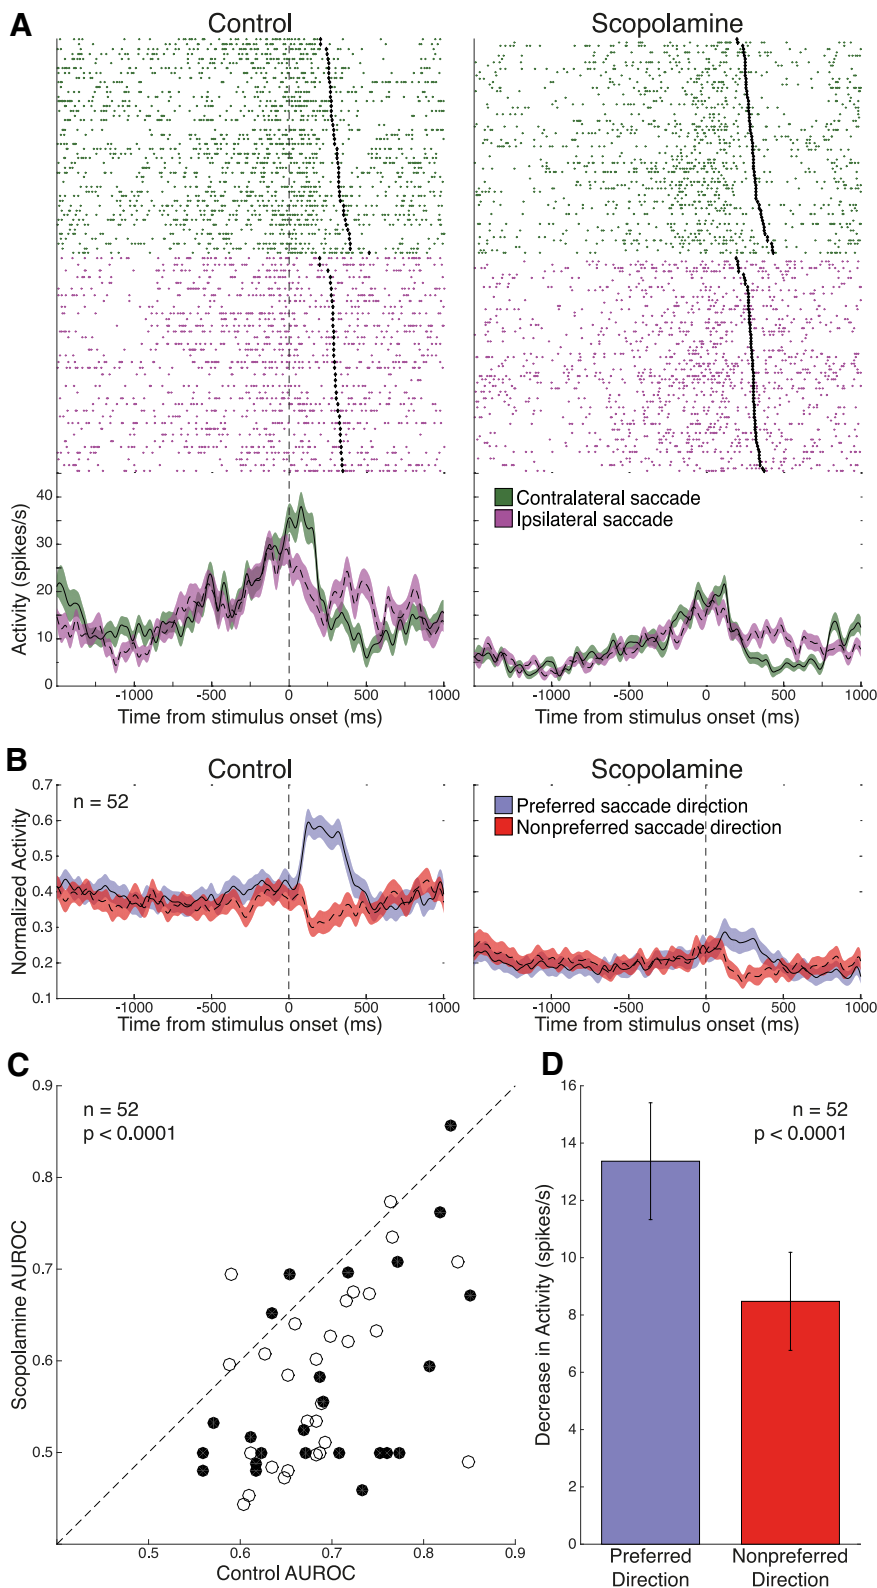 A
Control
Scopolamine
Activity (spikes/s)
40
30
20
10
0
Contralateral saccade
Ipsilateral saccade
-1000
-500
0
500
1000
Time from stimulus onset (ms)
-1000
-500
0
500
1000
Time from stimulus onset (ms)
B
Control
Scopolamine
Normalized Activity
0.7
0.6
0.5
0.4
0.3
0.2
0.1
n = 52
Preferred saccade direction
Nonpreferred saccade direction
-1000
-500
0
500
1000
Time from stimulus onset (ms)
-1000
-500
0
500
1000
Time from stimulus onset (ms)
C
Scopolamine AUROC
0.9
0.8
0.7
0.6
0.5
n = 52
p < 0.0001
0.5
0.6
0.7
0.8
0.9
Control AUROC
D
Decrease in Activity (spikes/s)
16
14
12
10
8
6
4
2
0
n = 52
p < 0.0001
Preferred
Direction
Nonpreferred
Direction